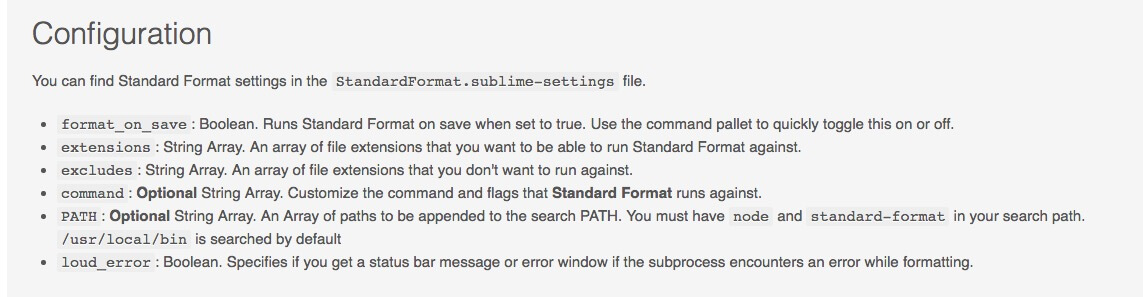 Configuration
You can find Standard Format settings in the StandardFormat.sublime-settings file.
• format_on_save : Boolean. Runs Standard Format on save when set to true. Use the command pallet to quickly toggle this on or off.
• extensions : String Array. An array of file extensions that you want to be able to run Standard Format against.
• excludes : String Array. An array of file extensions that you don't want to run against.
• command : Optional String Array. Customize the command and flags that Standard Format runs against.
• PATH : Optional String Array. An Array of paths to be appended to the search PATH. You must have node and standard-format in your search path.
/usr/local/bin is searched by default
• loud_error : Boolean. Specifies if you get a status bar message or error window if the subprocess encounters an error while formatting.